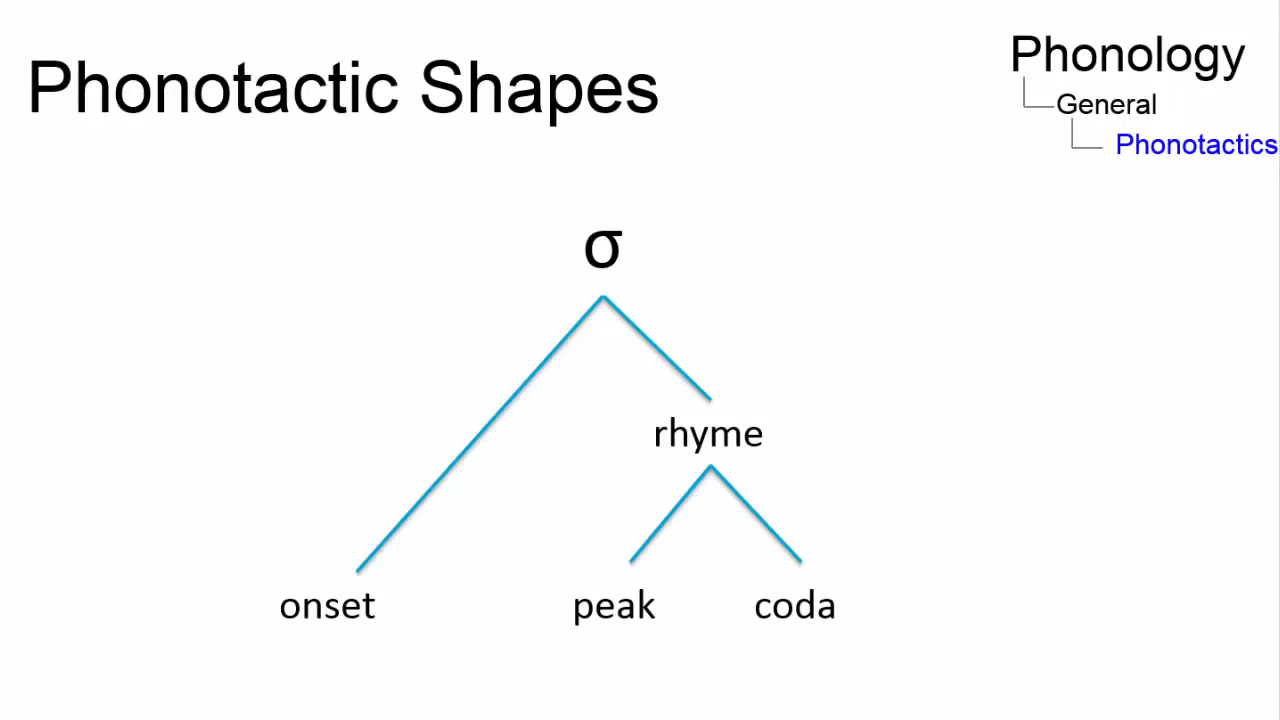 Phonotactic Shapes
Phonology
General
Phonotactics
σ
rhyme
onset peak coda